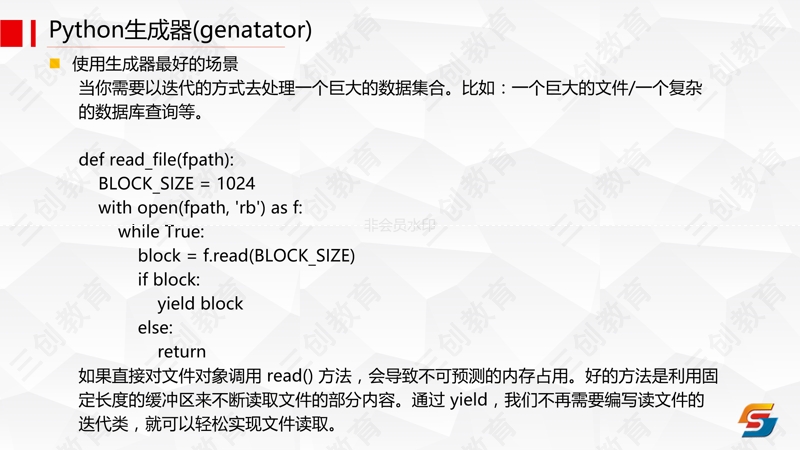 Python生成器(genatator)
使用生成器最好的场景
当你需要以迭代的方式去处理一个巨大的数据集合。比如：一个巨大的文件/一个复杂
的数据库查询等。
def read_file(fpath):
BLOCK_SIZE = 1024
with open(fpath, 'rb') as f:
while True:
block = f.read(BLOCK_SIZE)
if block:
yield block
else:
return
如果直接对文件对象调用 read() 方法，会导致不可预测的内存占用。好的方法是利用固
定长度的缓冲区来不断读取文件的部分内容。通过 yield，我们不再需要编写读文件的
迭代类，就可以轻松实现文件读取。
非会员水印
三创教育